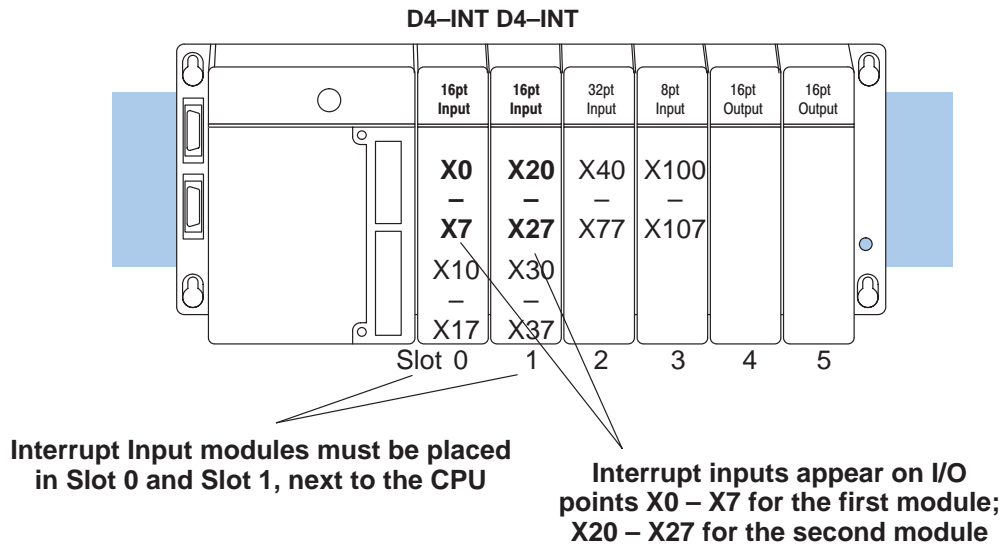 D4–INT D4–INT
16pt Input
16pt Input
32pt Input
8pt Input
16pt Output
16pt Output
X0 – X7
X10 – X17
X20 – X27
X30 – X37
X40 – X77
X100 – X107
Slot 0 1 2 3 4 5
Interrupt Input modules must be placed
in Slot 0 and Slot 1, next to the CPU
Interrupt inputs appear on I/O
points X0 – X7 for the first module;
X20 – X27 for the second module